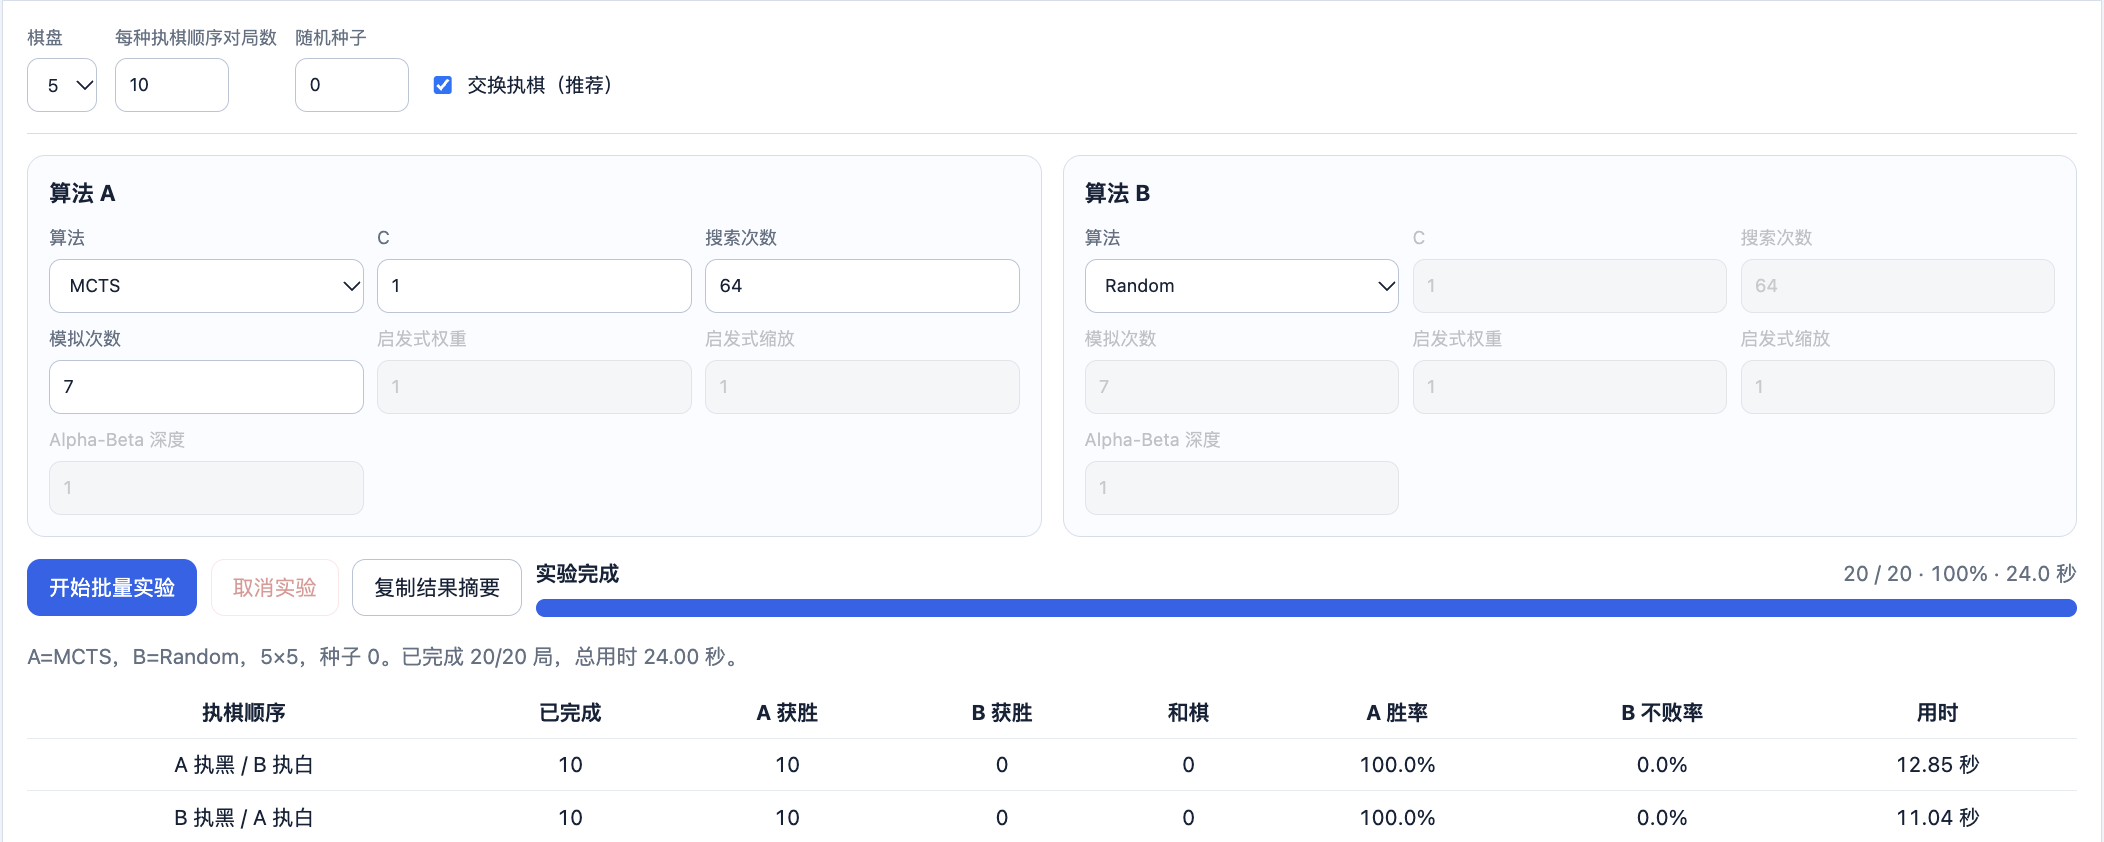 棋盘 每种执棋顺序对局数 随机种子
5 10 0 交换执棋（推荐）
算法 A
算法 C 搜索次数
MCTS 1 64
模拟次数 启发式权重 启发式缩放
7 1 1
Alpha-Beta 深度
1
算法 B
算法 C 搜索次数
Random 1 64
模拟次数 启发式权重 启发式缩放
7 1 1
Alpha-Beta 深度
1
开始批量实验 取消实验 复制结果摘要 实验完成 20 / 20 · 100% · 24.0 秒
A=MCTS，B=Random，5×5，种子 0。已完成 20/20 局，总用时 24.00 秒。
执棋顺序 已完成 A 获胜 B 获胜 和棋 A 胜率 B 不败率 用时
A 执黑 / B 执白 10 10 0 0 100.0% 0.0% 12.85 秒
B 执黑 / A 执白 10 10 0 0 100.0% 0.0% 11.04 秒